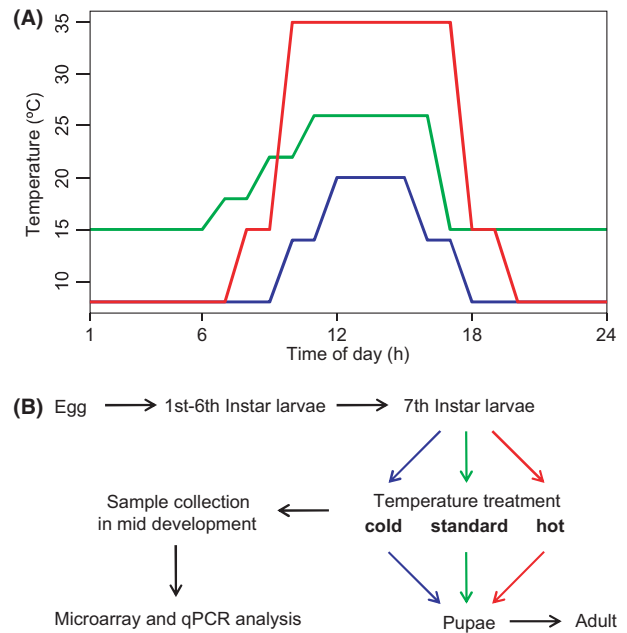 (A)
35
30
25
20
15
10
Temperature (ºC)
1 6 12 18 24
Time of day (h)
(B)
Egg 1st-6th Instar larvae 7th Instar larvae
Sample collection
in mid development
Temperature treatment
cold standard hot
Microarray and qPCR analysis
Pupae Adult